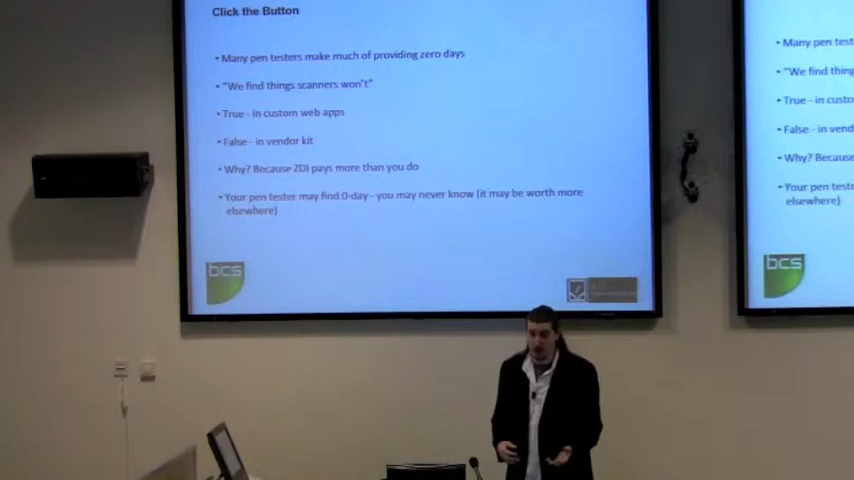 Click the Button
• Many pen testers make much of providing zero days
• "We find things scanners won't"
• True - in custom web apps
• False - in vendor kit
• Why? Because ZDI pays more than you do
• Your pen tester may find 0-day - you may never know (it may be worth more
elsewhere)
bcs
• Many pen test
• "We find thing
• True - in custo
• False - in vend
• Why? Because
• Your pen teste
elsewhere)
bcs